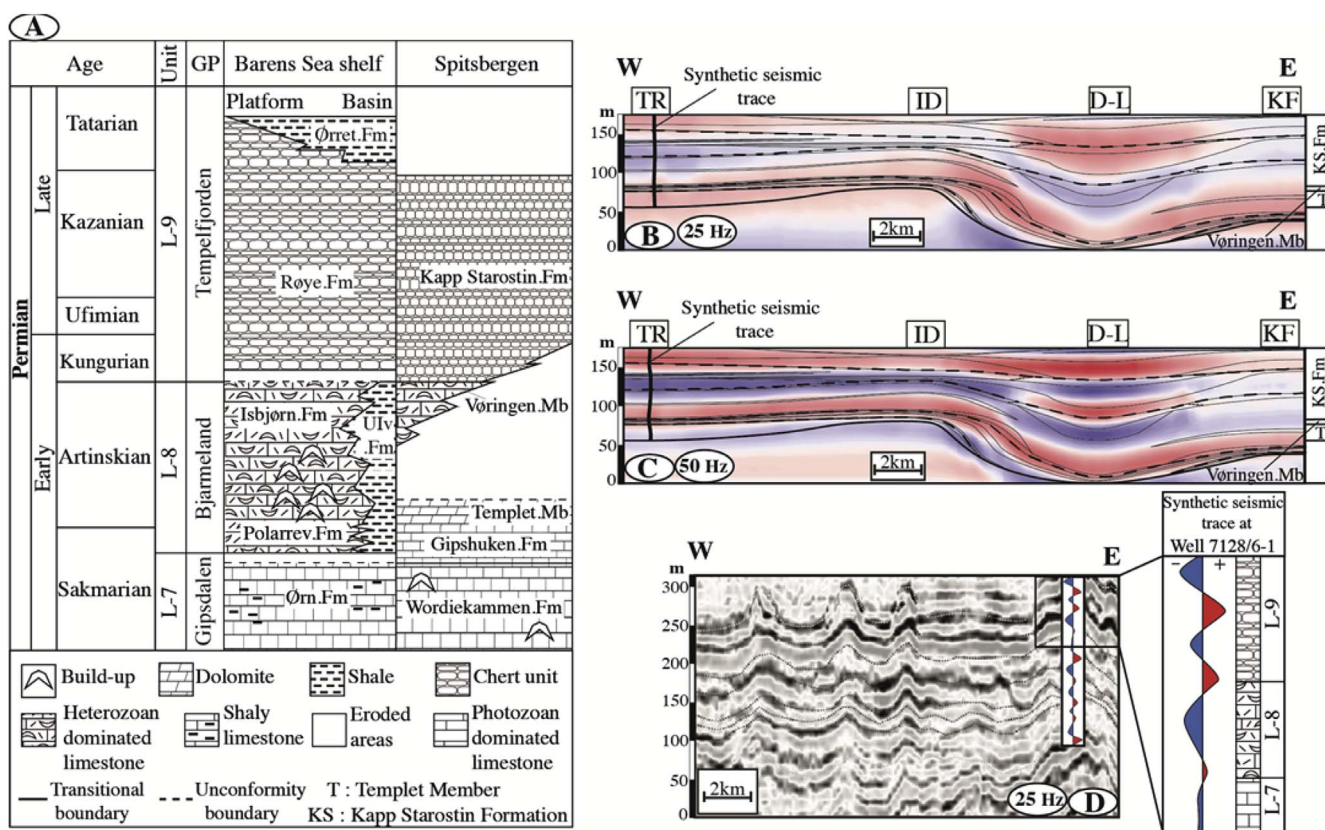 A
Age
Unit
GP
Barens Sea shelf
Spitsbergen
Permian
Late
Early
Tatarian
Kazanian
Ufimian
Kungurian
Artinskian
Sakmarian
L-9
L-8
L-7
Tempelfjorden
Bjarmeland
Gipsdalen
Platform Basin
Ørret.Fm
Røye.Fm
Isbjørn.Fm
Ulv
.Fm
Polarrev.Fm
Ørn.Fm
Kapp Starostin.Fm
Vøringen.Mb
Templet.Mb
Gipshuken.Fm
Wordiekammen.Fm
Build-up
Dolomite
Shale
Chert unit
Heterozoan
dominated
limestone
Shaly
limestone
Eroded
areas
Photozoan
dominated
limestone
Transitional
boundary
Unconformity
boundary
T : Templet Member
KS : Kapp Starostin Formation
W
E
Synthetic seismic
trace
TR
ID
D-L
KF
m
150
100
50
0
B
25 Hz
2km
KS.Fm
T
Vøringen.Mb
W
E
Synthetic seismic
trace
TR
ID
D-L
KF
m
150
100
50
0
C
50 Hz
2km
KS.Fm
T
Vøringen.Mb
W
E
m
300
250
200
150
100
50
0
2km
25 Hz
D
Synthetic seismic
trace at
Well 7128/6-1
- +
L-9
L-8
L-7